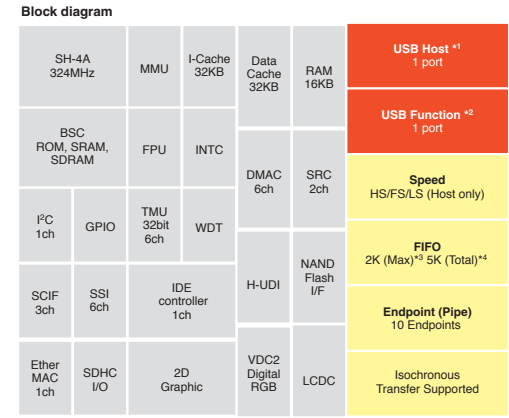 Block diagram
SH-4A
324MHz
MMU
I-Cache
32KB
Data
Cache
32KB
RAM
16KB
USB Host *1
1 port
USB Function *2
1 port
BSC
ROM, SRAM,
SDRAM
FPU
INTC
DMAC
6ch
SRC
2ch
Speed
HS/FS/LS (Host only)
I²C
1ch
GPIO
TMU
32bit
6ch
WDT
FIFO
2K (Max)*3 5K (Total)*4
H-UDI
NAND
Flash
I/F
SCIF
3ch
SSI
6ch
IDE
controller
1ch
Endpoint (Pipe)
10 Endpoints
Ether
MAC
1ch
SDHC
I/O
2D
Graphic
VDC2
Digital
RGB
LCDC
Isochronous
Transfer Supported